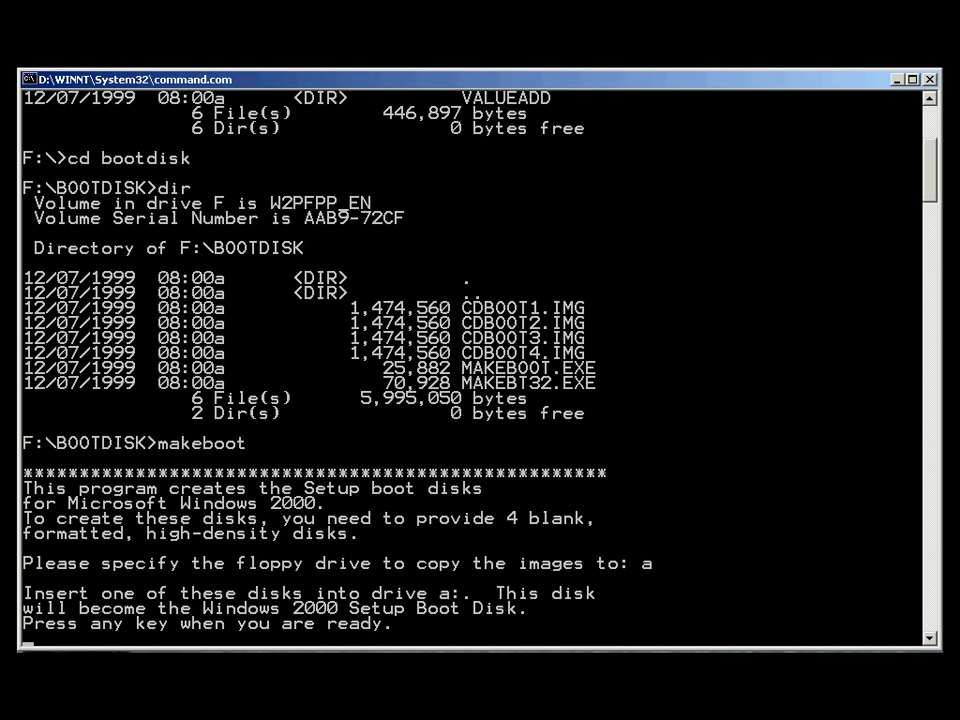 D:\WINNT\System32\command.com
12/07/1999  08:00a      <DIR>          VALUEADD
               6 File(s)        446,897 bytes
               6 Dir(s)               0 bytes free
F:\>cd bootdisk
F:\BOOTDISK>dir
 Volume in drive F is W2PFPP_EN
 Volume Serial Number is AAB9-72CF
 Directory of F:\BOOTDISK
12/07/1999  08:00a      <DIR>          .
12/07/1999  08:00a      <DIR>          ..
12/07/1999  08:00a           1,474,560 CDBOOT1.IMG
12/07/1999  08:00a           1,474,560 CDBOOT2.IMG
12/07/1999  08:00a           1,474,560 CDBOOT3.IMG
12/07/1999  08:00a           1,474,560 CDBOOT4.IMG
12/07/1999  08:00a              25,882 MAKEBOOT.EXE
12/07/1999  08:00a              70,928 MAKEBT32.EXE
               6 File(s)      5,995,050 bytes
               2 Dir(s)               0 bytes free
F:\BOOTDISK>makeboot
****************************************************
This program creates the Setup boot disks
for Microsoft Windows 2000.
To create these disks, you need to provide 4 blank,
formatted, high-density disks.
Please specify the floppy drive to copy the images to: a
Insert one of these disks into drive a:.  This disk
will become the Windows 2000 Setup Boot Disk.
Press any key when you are ready.